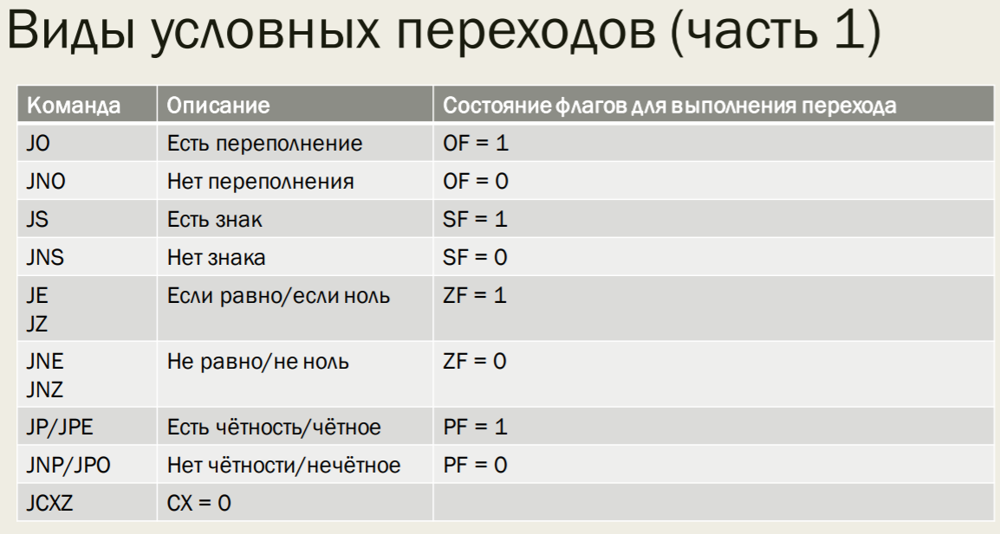 Виды условных переходов (часть 1)
Команда Описание Состояние флагов для выполнения перехода
JO Есть переполнение OF = 1
JNO Нет переполнения OF = 0
JS Есть знак SF = 1
JNS Нет знака SF = 0
JE Если равно/если ноль ZF = 1
JZ
JNE Не равно/не ноль ZF = 0
JNZ
JP/JPE Есть чётность/чётное PF = 1
JNP/JPO Нет чётности/нечётное PF = 0
JCXZ CX = 0